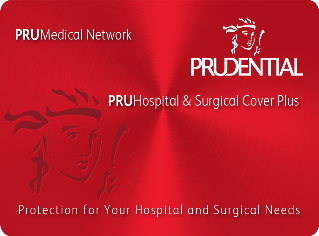 PRUMedical Network
PRUDENTIAL
PRUHospital & Surgical Cover Plus
Protection for Your Hospital and Surgical Needs